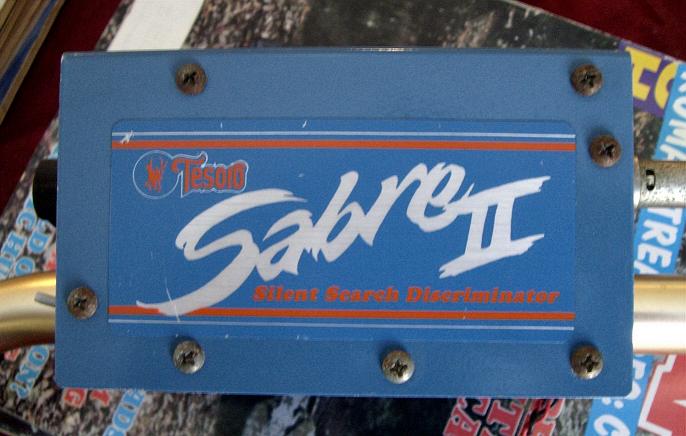 Tesoro
Sabre II
Silent Search Discriminator